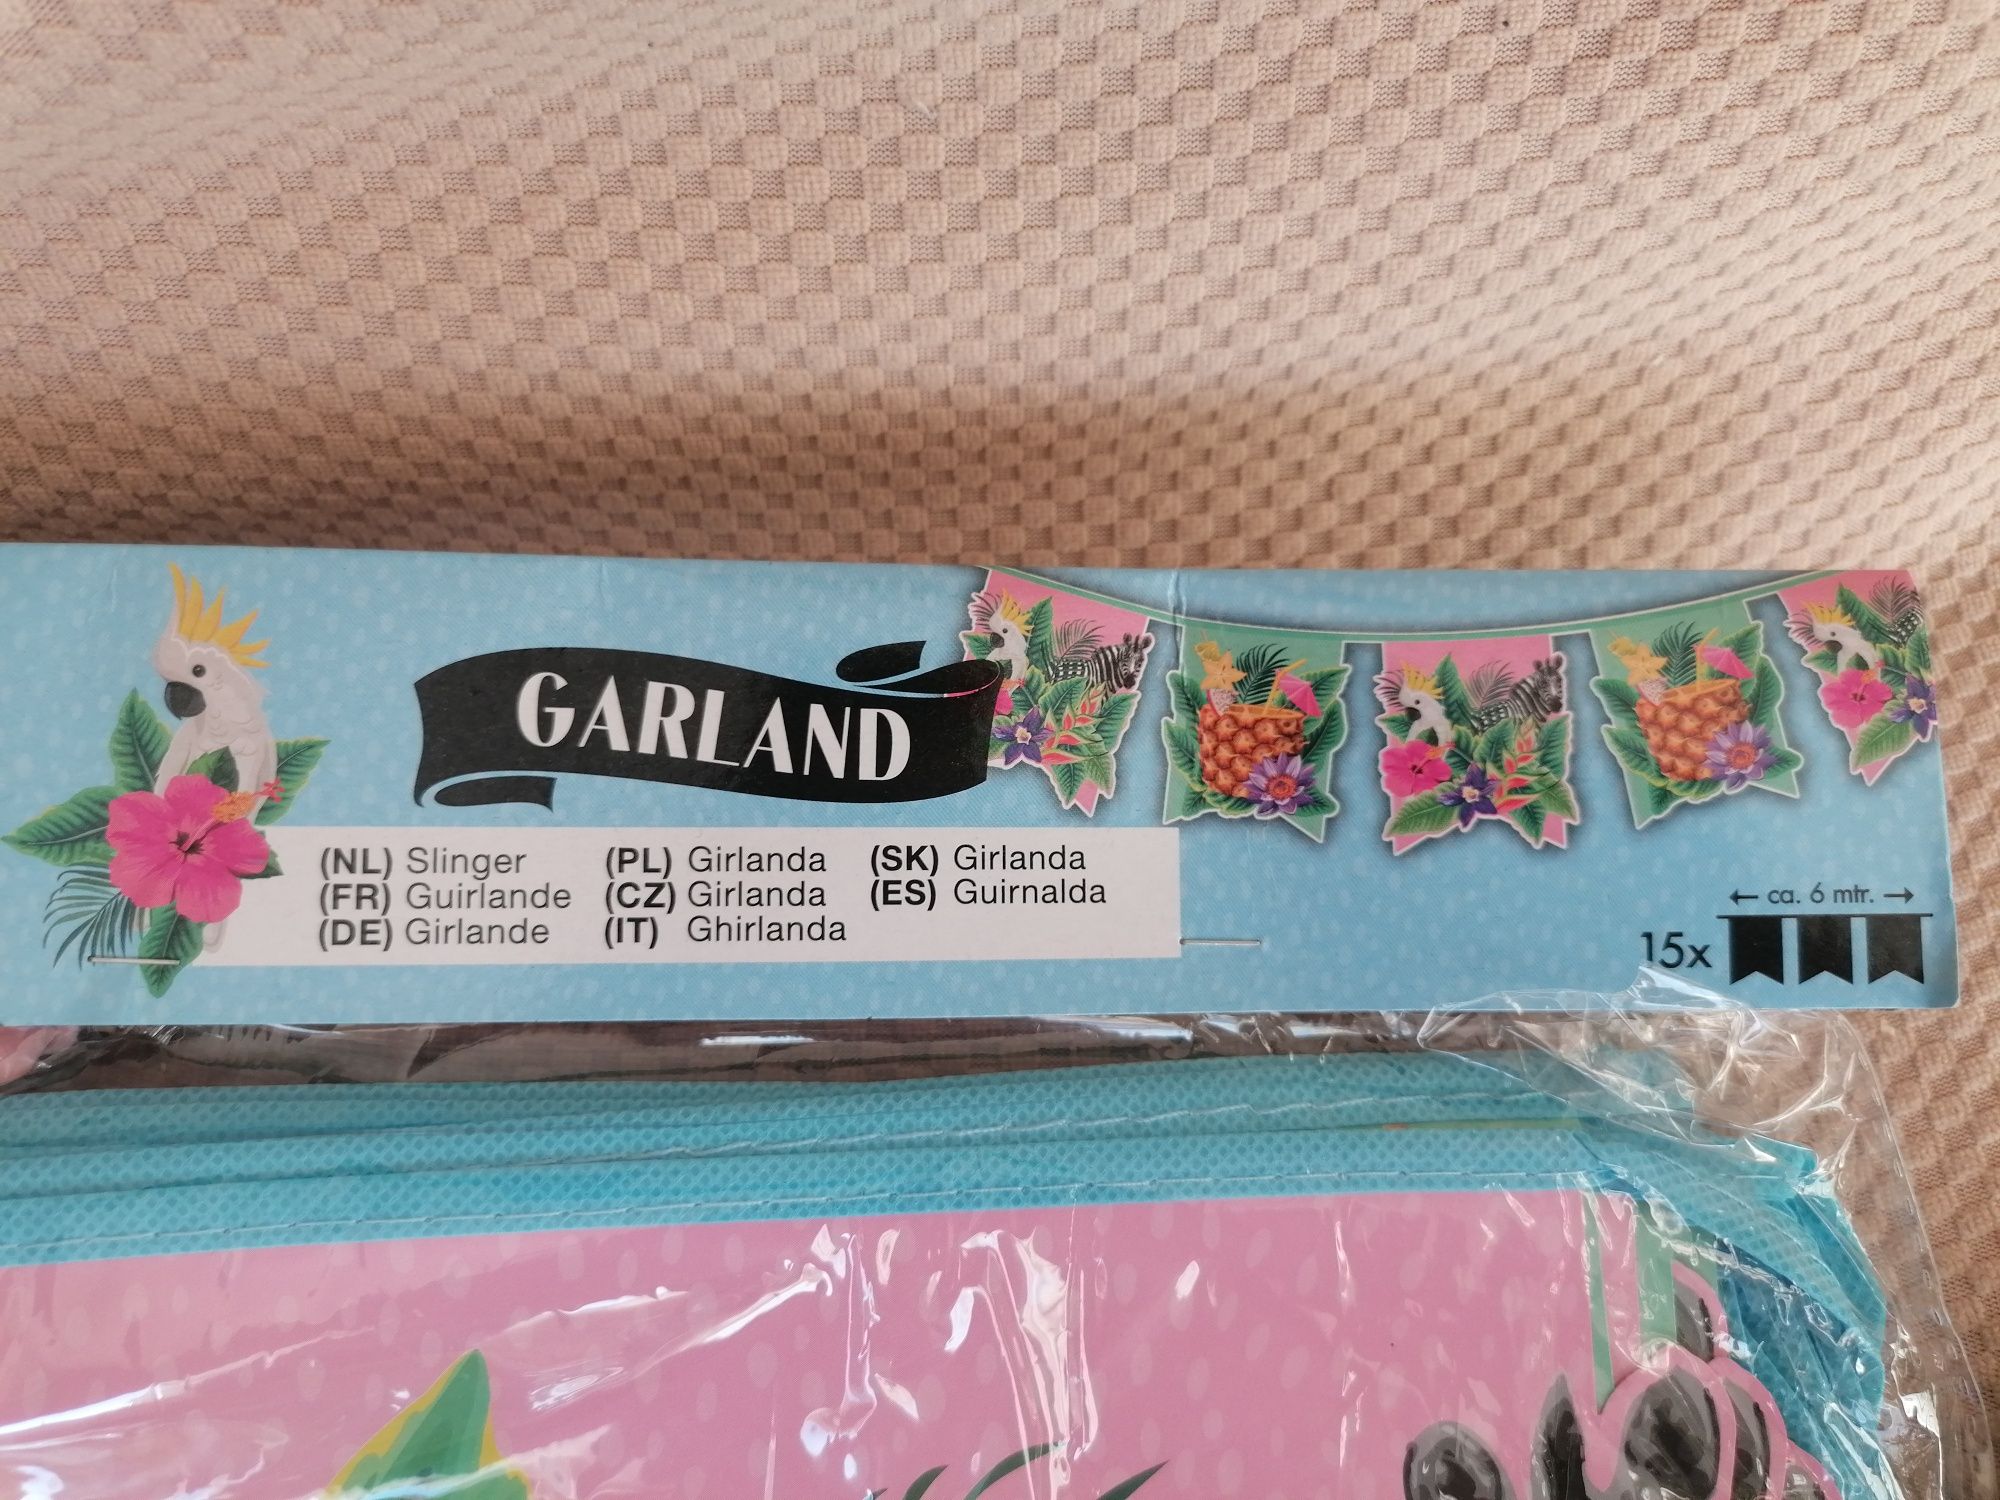 GARLAND
(NL) Slinger
(FR) Guirlande
(DE) Girlande
(PL) Girlanda
(CZ) Girlanda
(IT) Ghirlanda
(SK) Girlanda
(ES) Guirnalda
ca. 6 mtr.
15x